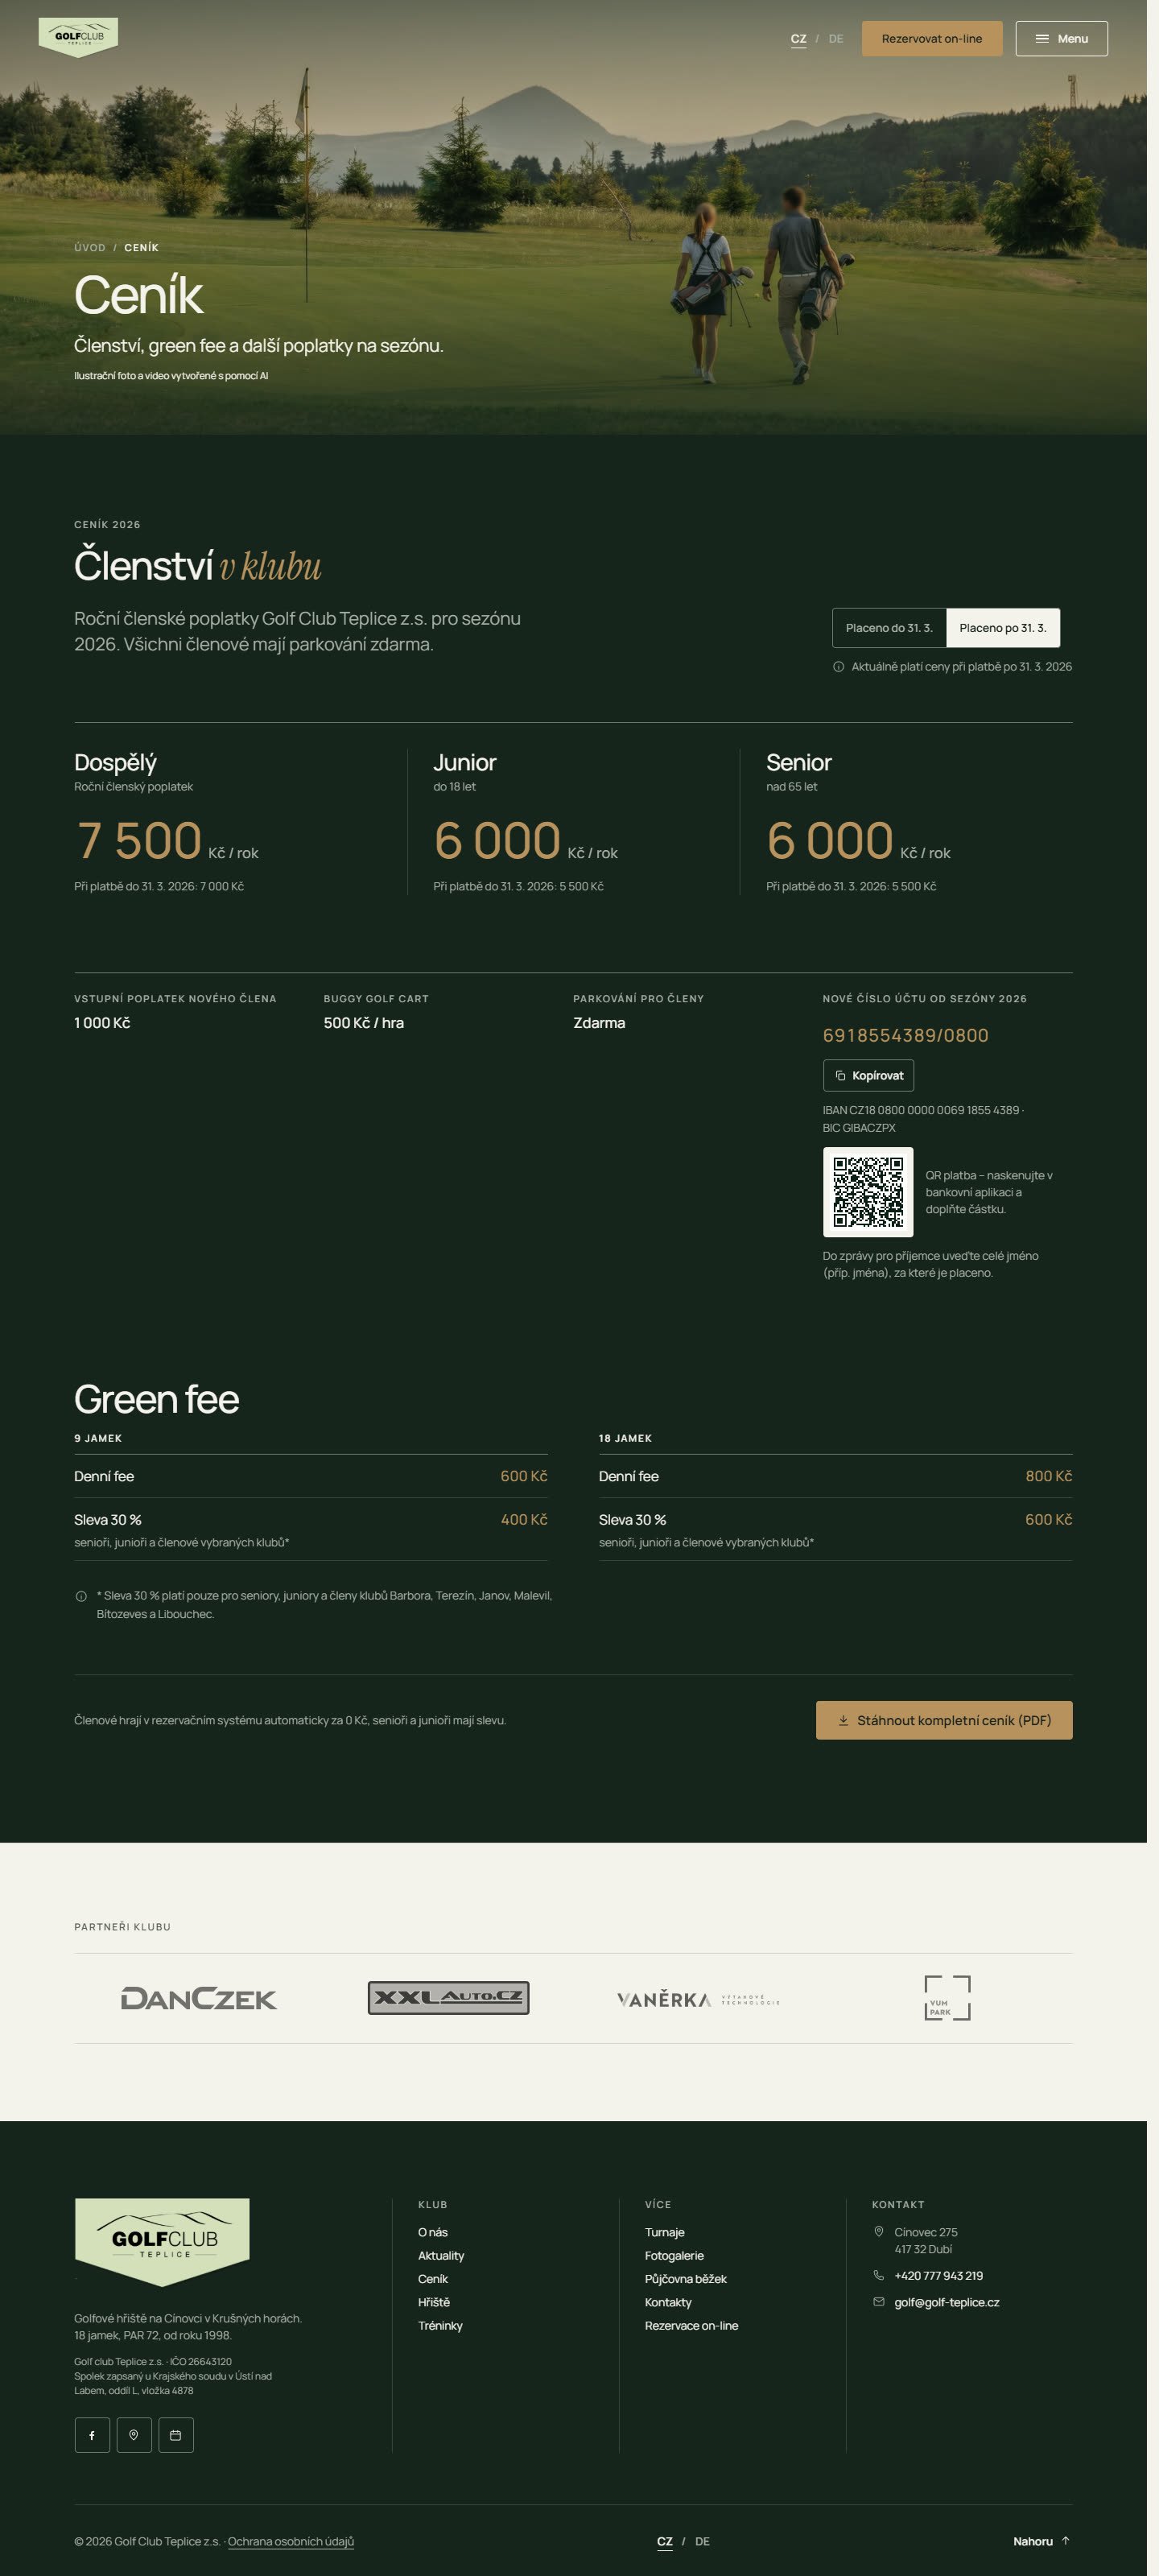 GOLFCLUB
TEPLICE
CZ / DE
Rezervovat on-line
Menu
ÚVOD / CENÍK
Ceník
Členství, green fee a další poplatky na sezónu.
Ilustrační foto a video vytvořené s pomocí AI
CENÍK 2026
Členství v klubu
Roční členské poplatky Golf Club Teplice z.s. pro sezónu
2026. Všichni členové mají parkování zdarma.
Placeno do 31. 3.
Placeno po 31. 3.
Aktuálně platí ceny při platbě po 31. 3. 2026
Dospělý
Roční členský poplatek
7 500 Kč / rok
Při platbě do 31. 3. 2026: 7 000 Kč
Junior
do 18 let
6 000 Kč / rok
Při platbě do 31. 3. 2026: 5 500 Kč
Senior
nad 65 let
6 000 Kč / rok
Při platbě do 31. 3. 2026: 5 500 Kč
VSTUPNÍ POPLATEK NOVÉHO ČLENA
1 000 Kč
BUGGY GOLF CART
500 Kč / hra
PARKOVÁNÍ PRO ČLENY
Zdarma
NOVÉ ČÍSLO ÚČTU OD SEZÓNY 2026
6918554389/0800
Kopírovat
IBAN CZ18 0800 0000 0069 1855 4389 ·
BIC GIBACZPX
QR platba – naskenujte v
bankovní aplikaci a
doplňte částku.
Do zprávy pro příjemce uveďte celé jméno
(příp. jména), za které je placeno.
Green fee
9 JAMEK
Denní fee 600 Kč
Sleva 30 % 400 Kč
senioři, junioři a členové vybraných klubů*
18 JAMEK
Denní fee 800 Kč
Sleva 30 % 600 Kč
senioři, junioři a členové vybraných klubů*
* Sleva 30 % platí pouze pro seniory, juniory a členy klubů Barbora, Terezín, Janov, Malevil,
Bitozeves a Libouchec.
Členové hrají v rezervačním systému automaticky za 0 Kč, senioři a junioři mají slevu.
Stáhnout kompletní ceník (PDF)
PARTNEŘI KLUBU
DANCZEK
XXLAUTO.CZ
VANĚRKA
VÝTAHOVÉ
TECHNOLOGIE
VUM
PARK
GOLFCLUB
TEPLICE
Golfové hřiště na Cínovci v Krušných horách.
18 jamek, PAR 72, od roku 1998.
Golf club Teplice z.s. · IČO 26643120
Spolek zapsaný u Krajského soudu v Ústí nad
Labem, oddíl L, vložka 4878
KLUB
O nás
Aktuality
Ceník
Hřiště
Tréninky
VÍCE
Turnaje
Fotogalerie
Půjčovna běžek
Kontakty
Rezervace on-line
KONTAKT
Cínovec 275
417 32 Dubí
+420 777 943 219
golf@golf-teplice.cz
© 2026 Golf Club Teplice z.s. · Ochrana osobních údajů
CZ / DE
Nahoru